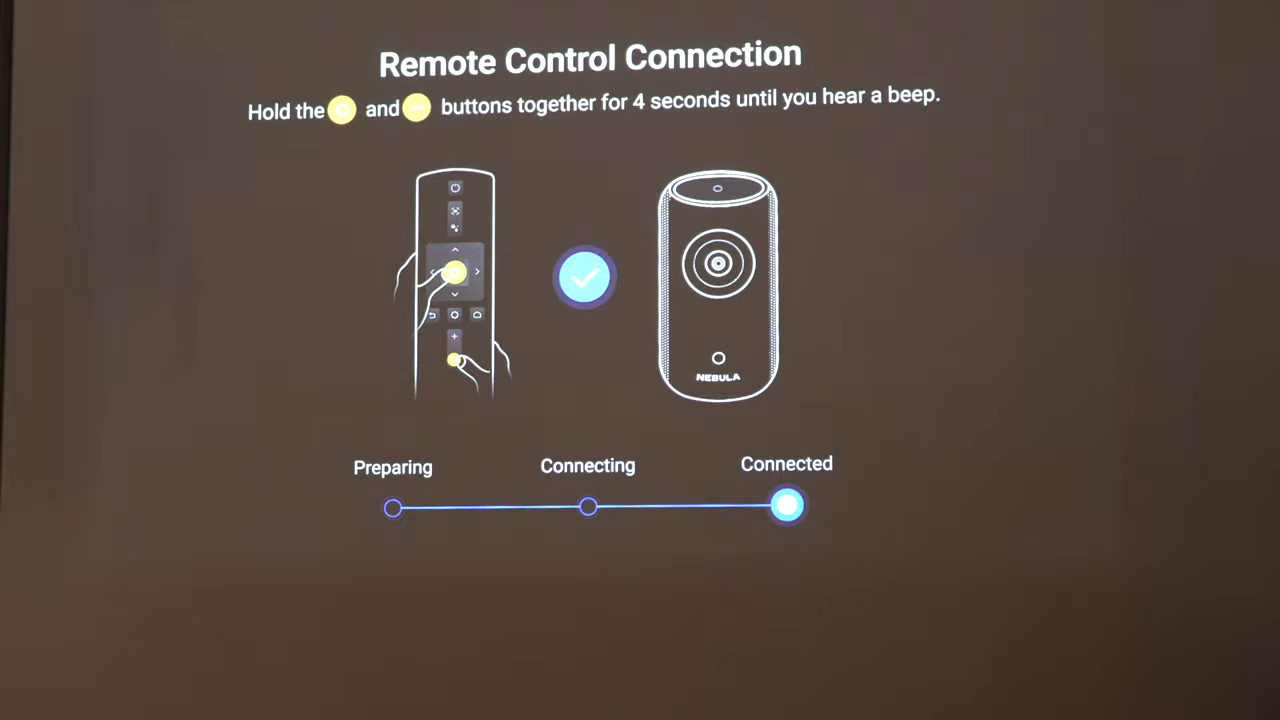 Remote Control Connection
Hold the and buttons together for 4 seconds until you hear a beep.
NEBULA
Preparing Connecting Connected